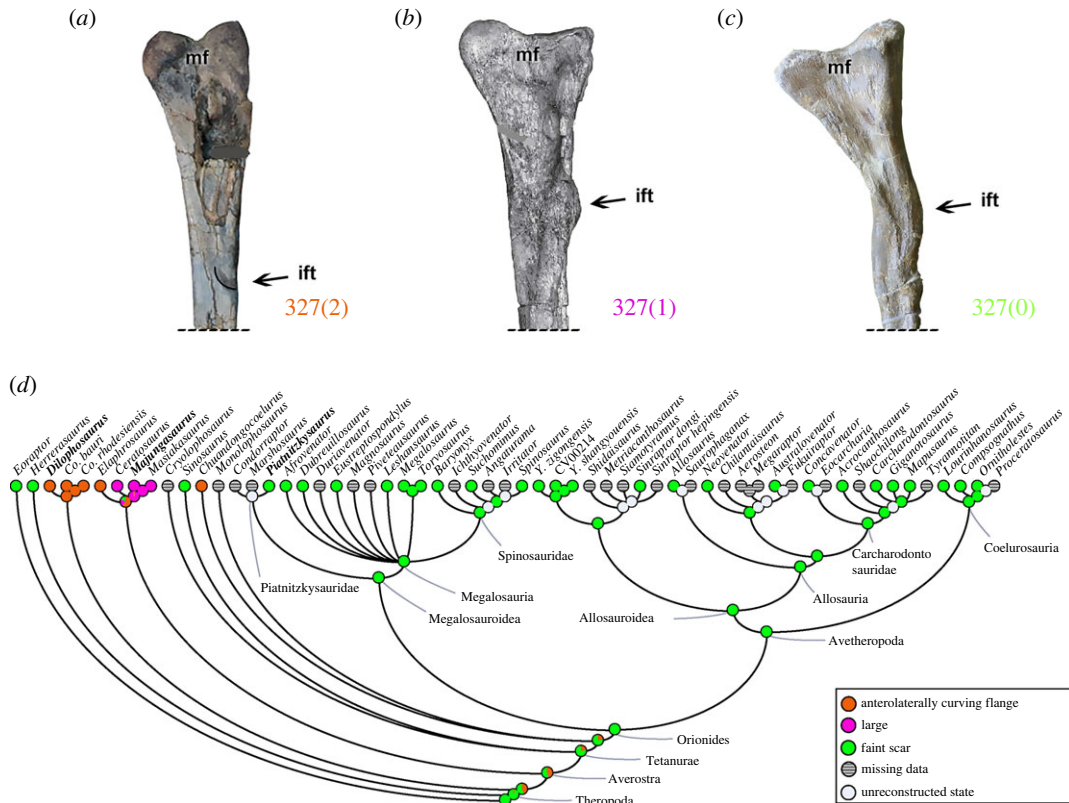 (a)
(b)
(c)
mf
mf
mf
ift
ift
ift
327(2)
327(1)
327(0)
(d)
Eoraptor
Herrerasaurus
Dilophosaurus
Co. bauri
Co. rhodesiensis
Elaphrosaurus
Ceratosaurus
Majungasaurus
Masiakasaurus
Cryolophosaurus
Sinosaurus
Chuandongocoelurus
Monolophosaurus
Condorraptor
Marshosaurus
Piatnitzkysaurus
Afrovenator
Dubreuillosaurus
Duriavenator
Eustreptospondylus
Magnosaurus
Piveteausaurus
Leshansaurus
Megalosaurus
Torvosaurus
Baryonyx
Ichthyovenator
Suchomimus
Angaturama
Irritator
Spinosaurus
Y. zigongensis
CV00214
Y. shangyouensis
Shidaisaurus
Metriacanthosaurus
Siamotyrannus
Sinraptor dongi
Sinraptor hepingensis
Allosaurus
Saurophaganax
Neovenator
Chilantaisaurus
Aerosteon
Megaraptor
Australovenator
Fukuiraptor
Concavenator
Eocarcharia
Acrocanthosaurus
Shaochilong
Carcharodontosaurus
Giganotosaurus
Mapusaurus
Tyrannotitan
Lourinhanosaurus
Compsognathus
Ornitholestes
Proceratosaurus
Spinosauridae
Carcharodonto
sauridae
Coelurosauria
Piatnitzkysauridae
Megalosauria
Allosauria
Megalosauroidea
Allosauroidea
Avetheropoda
Orionides
Tetanurae
Averostra
Theropoda
anterolaterally curving flange
large
faint scar
missing data
unreconstructed state